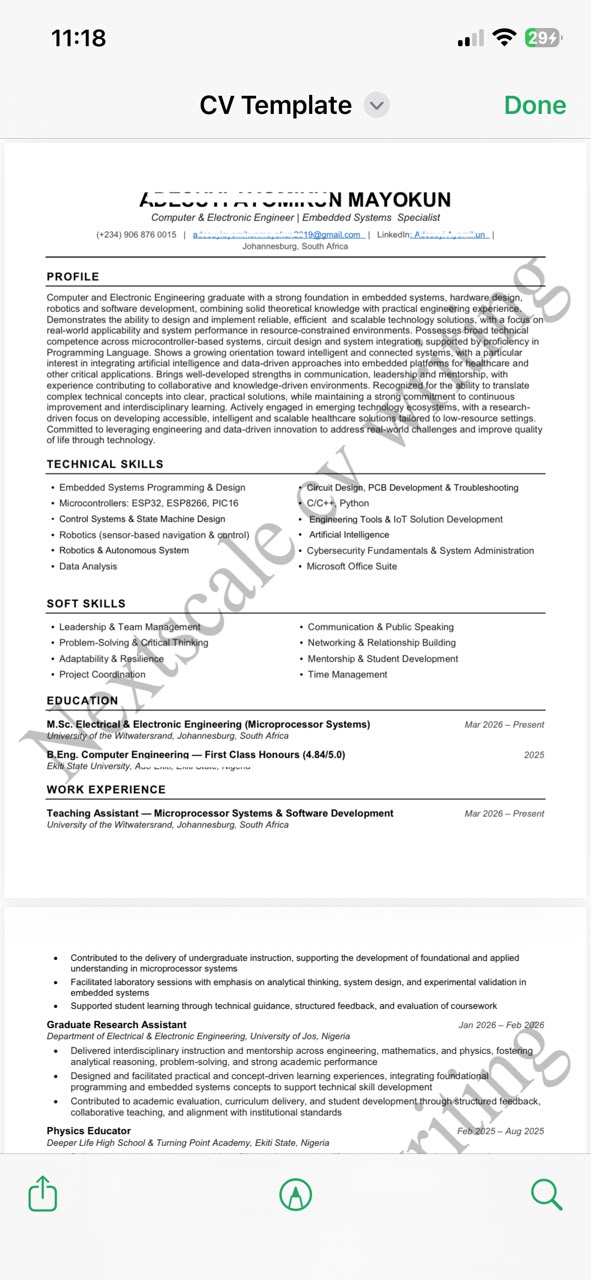 11:18
29
CV Template
Done
MAYOKUN
Computer & Electronic Engineer | Embedded Systems Specialist
(+234) 906 876 0015 | | LinkedIn: |
Johannesburg, South Africa
PROFILE
Computer and Electronic Engineering graduate with a strong foundation in embedded systems, hardware design,
robotics and software development, combining solid theoretical knowledge with practical engineering experience.
Demonstrates the ability to design and implement reliable, efficient and scalable technology solutions, with a focus on
real-world applicability and system performance in resource-constrained environments. Possesses broad technical
competence across microcontroller-based systems, circuit design and system integration, supported by proficiency in
Programming Language. Shows a growing orientation toward intelligent and connected systems, with a particular
interest in integrating artificial intelligence and data-driven approaches into embedded platforms for healthcare and
other critical applications. Brings well-developed strengths in communication, leadership and mentorship, with
experience contributing to collaborative and knowledge-driven environments. Recognized for the ability to translate
complex technical concepts into clear, practical solutions, while maintaining a strong commitment to continuous
improvement and interdisciplinary learning. Actively engaged in emerging technology ecosystems, with a research-
driven focus on developing accessible, intelligent and scalable healthcare solutions tailored to low-resource settings.
Committed to leveraging engineering and data-driven innovation to address real-world challenges and improve quality
of life through technology.
TECHNICAL SKILLS
• Embedded Systems Programming & Design
• Microcontrollers: ESP32, ESP8266, PIC16
• Control Systems & State Machine Design
• Robotics (sensor-based navigation & control)
• Robotics & Autonomous System
• Data Analysis
• Circuit Design, PCB Development & Troubleshooting
• C/C++, Python
• Engineering Tools & IoT Solution Development
• Artificial Intelligence
• Cybersecurity Fundamentals & System Administration
• Microsoft Office Suite
SOFT SKILLS
• Leadership & Team Management
• Problem-Solving & Critical Thinking
• Adaptability & Resilience
• Project Coordination
• Communication & Public Speaking
• Networking & Relationship Building
• Mentorship & Student Development
• Time Management
EDUCATION
M.Sc. Electrical & Electronic Engineering (Microprocessor Systems) Mar 2026 – Present
University of the Witwatersrand, Johannesburg, South Africa
B.Eng. Computer Engineering — First Class Honours (4.84/5.0) 2025
Ekiti State University,
WORK EXPERIENCE
Teaching Assistant — Microprocessor Systems & Software Development Mar 2026 – Present
University of the Witwatersrand, Johannesburg, South Africa
Nextscale cv writing
• Contributed to the delivery of undergraduate instruction, supporting the development of foundational and applied
understanding in microprocessor systems
• Facilitated laboratory sessions with emphasis on analytical thinking, system design, and experimental validation in
embedded systems
• Supported student learning through technical guidance, structured feedback, and evaluation of coursework
Graduate Research Assistant Jan 2026 – Feb 2026
Department of Electrical & Electronic Engineering, University of Jos, Nigeria
• Delivered interdisciplinary instruction and mentorship across engineering, mathematics, and physics, fostering
analytical reasoning, problem-solving, and strong academic performance
• Designed and facilitated practical and concept-driven learning experiences, integrating foundational
programming and embedded systems concepts to support technical skill development
• Contributed to academic evaluation, curriculum delivery, and student development through structured feedback,
collaborative teaching, and alignment with institutional standards
Physics Educator Feb 2025 – Aug 2025
Deeper Life High School & Turning Point Academy, Ekiti State, Nigeria
riting